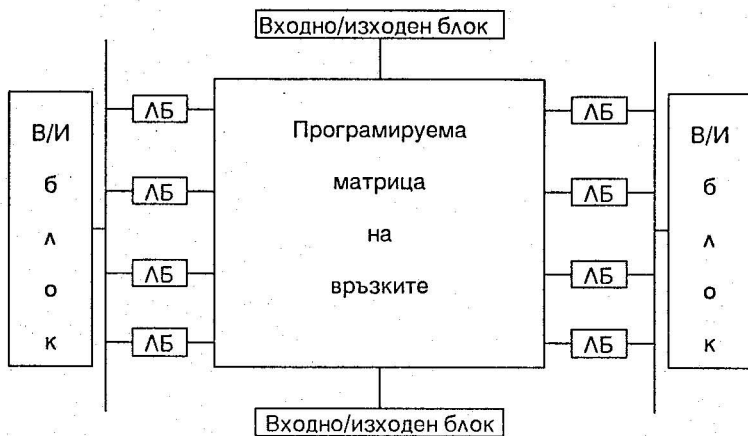 Входно/изходен блок
В/И
б
л
о
к
ЛБ
ЛБ
ЛБ
ЛБ
Програмируема
матрица
на
връзките
ЛБ
ЛБ
ЛБ
ЛБ
В/И
б
л
о
к
Входно/изходен блок